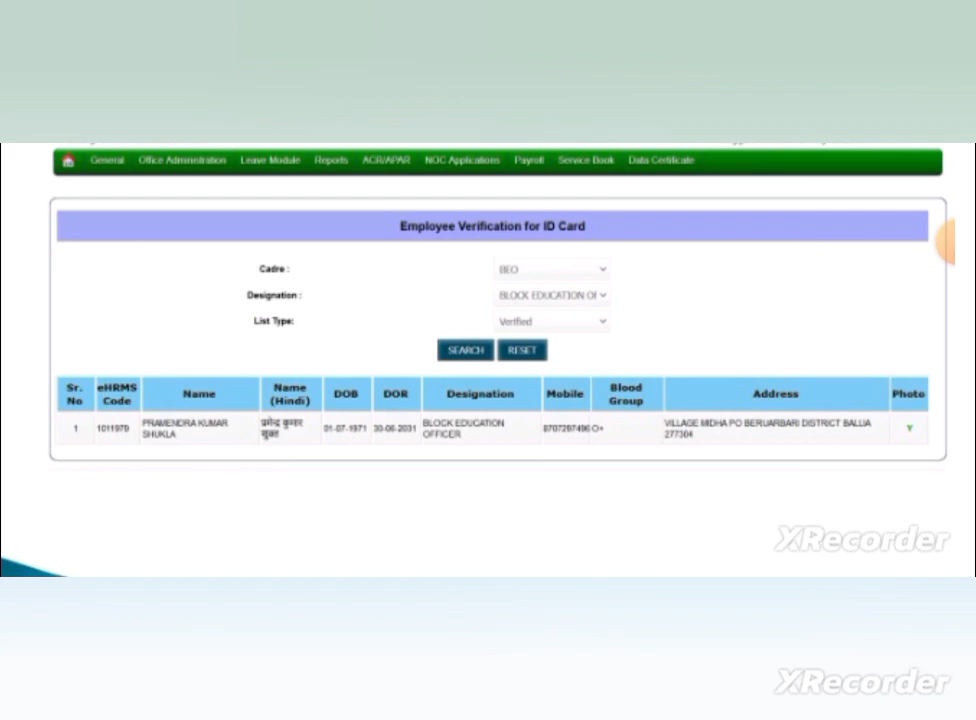 General Office Administration Leave Module Reports ACR/APAR NOC Applications Payroll Service Book Data Certificate
Employee Verification for ID Card
Cadre : BEO
Designation : BLOCK EDUCATION OF
List Type: Verified
SEARCH RESET
Sr. No eHRMS Code Name Name (Hindi) DOB DOR Designation Mobile Blood Group Address Photo
1 1011979 PRAMENDRA KUMAR SHUKLA कुमार 01-07-1971 30-06-2031 BLOCK EDUCATION OFFICER 8707297496 O+ VILLAGE MIDHA PO BERUARBARI DISTRICT BALLIA 277304 Y
XRecorder
XRecorder